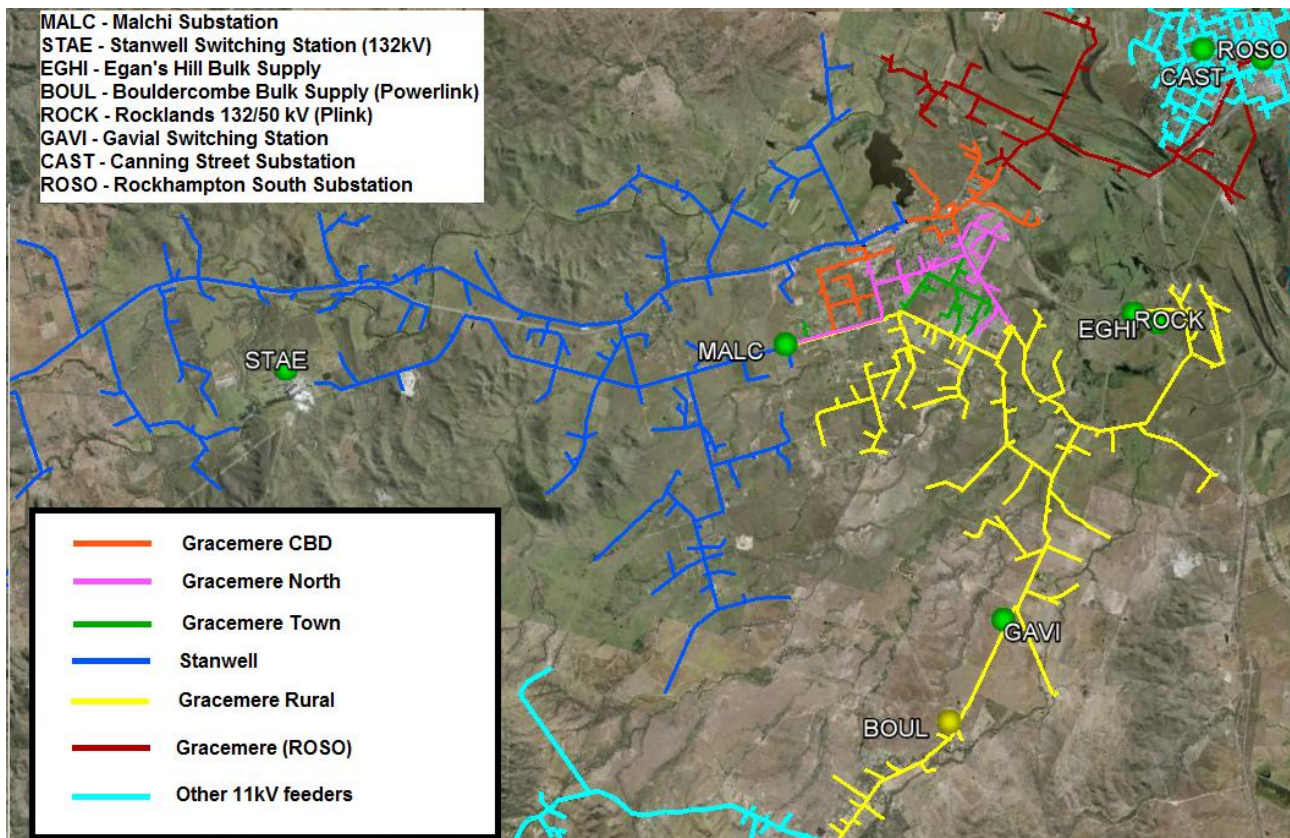 MALC - Malchi Substation
STAE - Stanwell Switching Station (132kV)
EGHI - Egan's Hill Bulk Supply
BOUL - Bouldercombe Bulk Supply (Powerlink)
ROCK - Rocklands 132/50 kV (Plink)
GAVI - Gavial Switching Station
CAST - Canning Street Substation
ROSO - Rockhampton South Substation
ROSO
CAST
EGHI
ROCK
MALC
STAE
GAVI
BOUL
Gracemere CBD
Gracemere North
Gracemere Town
Stanwell
Gracemere Rural
Gracemere (ROSO)
Other 11kV feeders